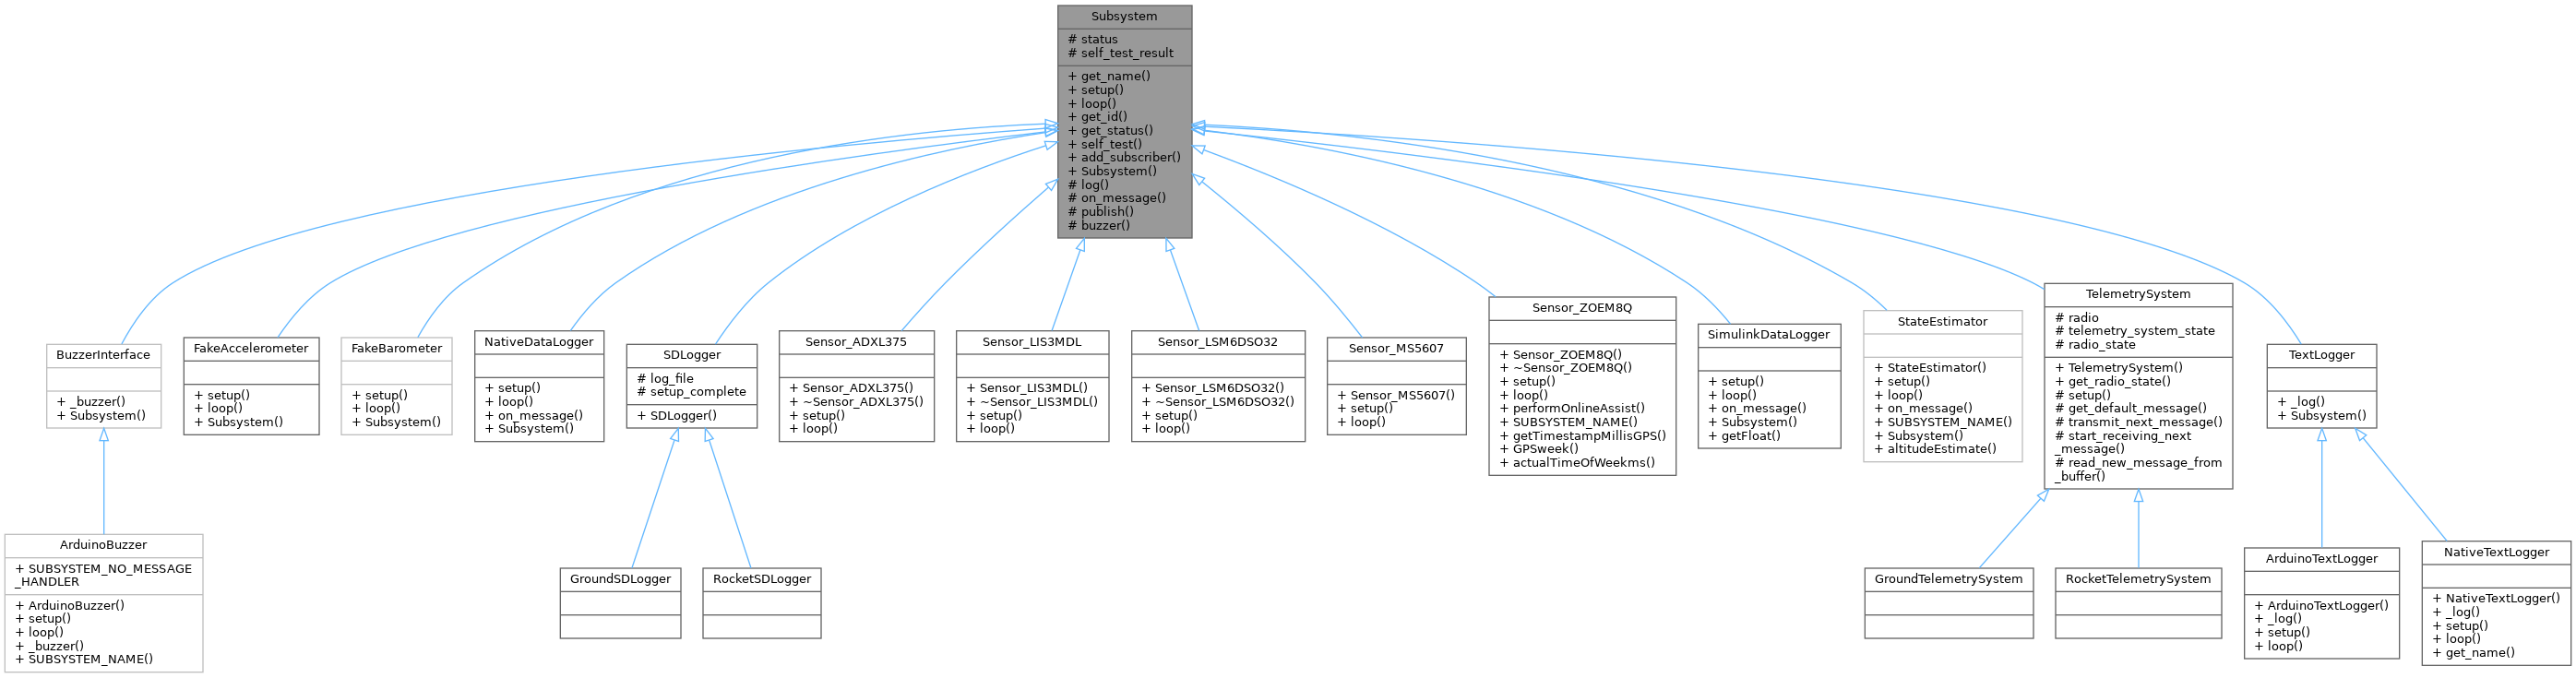 Subsystem
# status
# self_test_result
+ get_name()
+ setup()
+ loop()
+ get_id()
+ get_status()
+ self_test()
+ add_subscriber()
+ Subsystem()
# log()
# on_message()
# publish()
# buzzer()
BuzzerInterface
+ _buzzer()
+ Subsystem()
FakeAccelerometer
+ setup()
+ loop()
+ Subsystem()
FakeBarometer
+ setup()
+ loop()
+ Subsystem()
NativeDataLogger
+ setup()
+ loop()
+ on_message()
+ Subsystem()
SDLogger
# log_file
# setup_complete
+ SDLogger()
Sensor_ADXL375
+ Sensor_ADXL375()
+ ~Sensor_ADXL375()
+ setup()
+ loop()
Sensor_LIS3MDL
+ Sensor_LIS3MDL()
+ ~Sensor_LIS3MDL()
+ setup()
+ loop()
Sensor_LSM6DSO32
+ Sensor_LSM6DSO32()
+ ~Sensor_LSM6DSO32()
+ setup()
+ loop()
Sensor_MS5607
+ Sensor_MS5607()
+ setup()
+ loop()
Sensor_ZOEM8Q
+ Sensor_ZOEM8Q()
+ ~Sensor_ZOEM8Q()
+ setup()
+ loop()
+ performOnlineAssist()
+ SUBSYSTEM_NAME()
+ getTimestampMillisGPS()
+ GPSweek()
+ actualTimeOfWeekms()
SimulinkDataLogger
+ setup()
+ loop()
+ on_message()
+ Subsystem()
+ getFloat()
StateEstimator
+ StateEstimator()
+ setup()
+ loop()
+ on_message()
+ SUBSYSTEM_NAME()
+ Subsystem()
+ altitudeEstimate()
TelemetrySystem
# radio
# telemetry_system_state
# radio_state
+ TelemetrySystem()
+ get_radio_state()
# setup()
# get_default_message()
# transmit_next_message()
# start_receiving_next
_message()
# read_new_message_from
_buffer()
TextLogger
+ _log()
+ Subsystem()
ArduinoBuzzer
+ SUBSYSTEM_NO_MESSAGE
_HANDLER
+ ArduinoBuzzer()
+ setup()
+ loop()
+ _buzzer()
+ SUBSYSTEM_NAME()
GroundSDLogger
RocketSDLogger
GroundTelemetrySystem
RocketTelemetrySystem
ArduinoTextLogger
+ ArduinoTextLogger()
+ _log()
+ setup()
+ loop()
NativeTextLogger
+ NativeTextLogger()
+ _log()
+ setup()
+ loop()
+ get_name()